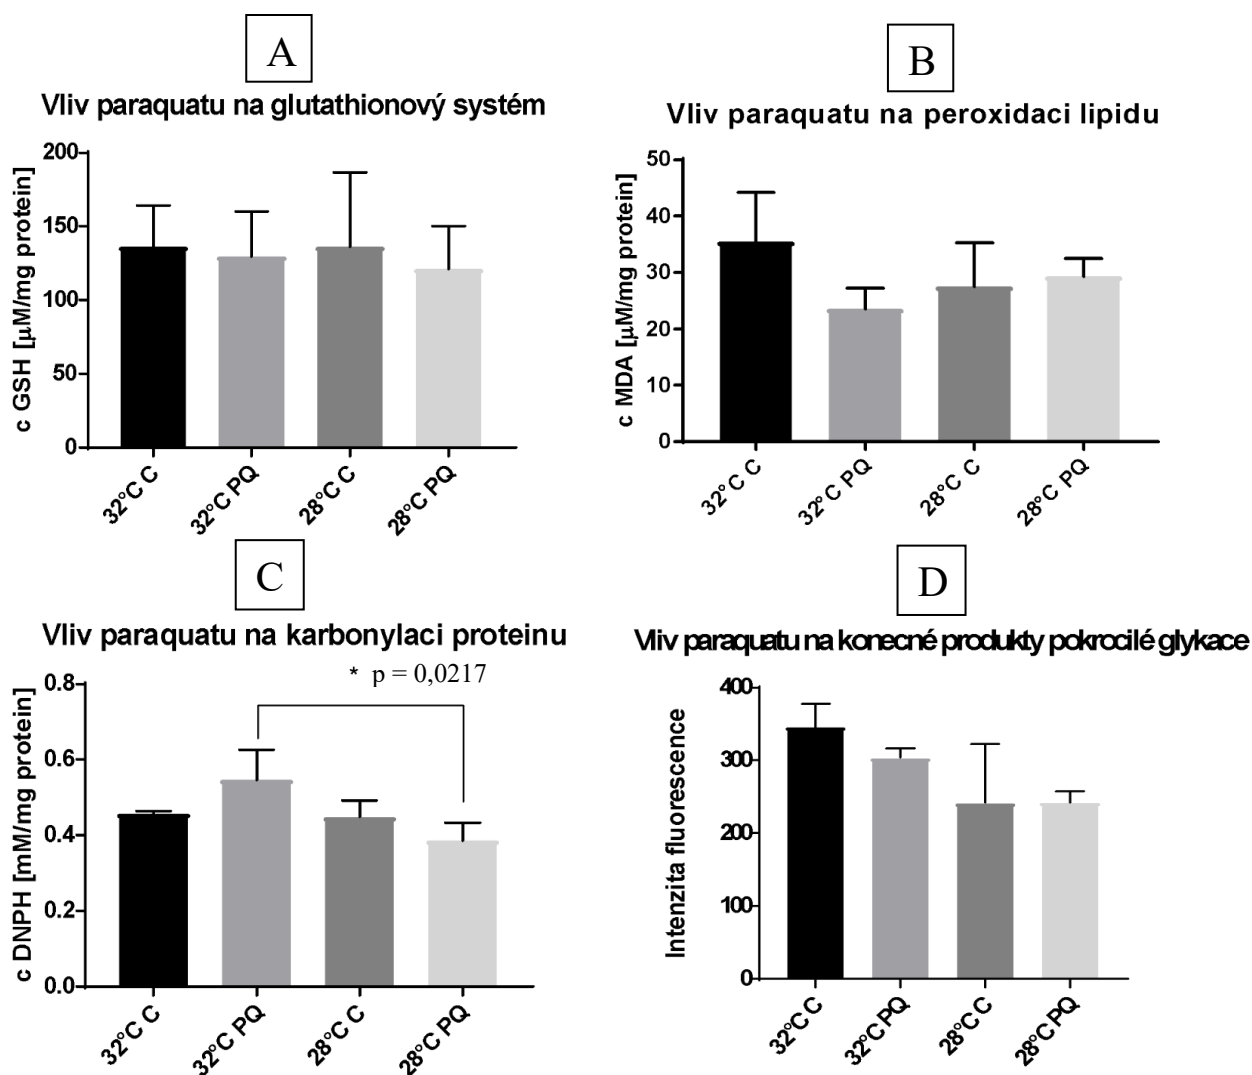 A
Vliv paraquatu na glutathionový systém
c GSH [µM/mg protein]
200
150
100
50
0
32°C C
32°C PQ
28°C C
28°C PQ
B
Vliv paraquatu na peroxidaci lipidu
c MDA [µM/mg protein]
50
40
30
20
10
0
32°C C
32°C PQ
28°C C
28°C PQ
C
Vliv paraquatu na karbonylaci proteinu
* p = 0,0217
c DNPH [mM/mg protein]
0.8
0.6
0.4
0.2
0.0
32°C C
32°C PQ
28°C C
28°C PQ
D
Vliv paraquatu na konecné produkty pokrocilé glykace
Intenzita fluorescence
400
300
200
100
0
32°C C
32°C PQ
28°C C
28°C PQ